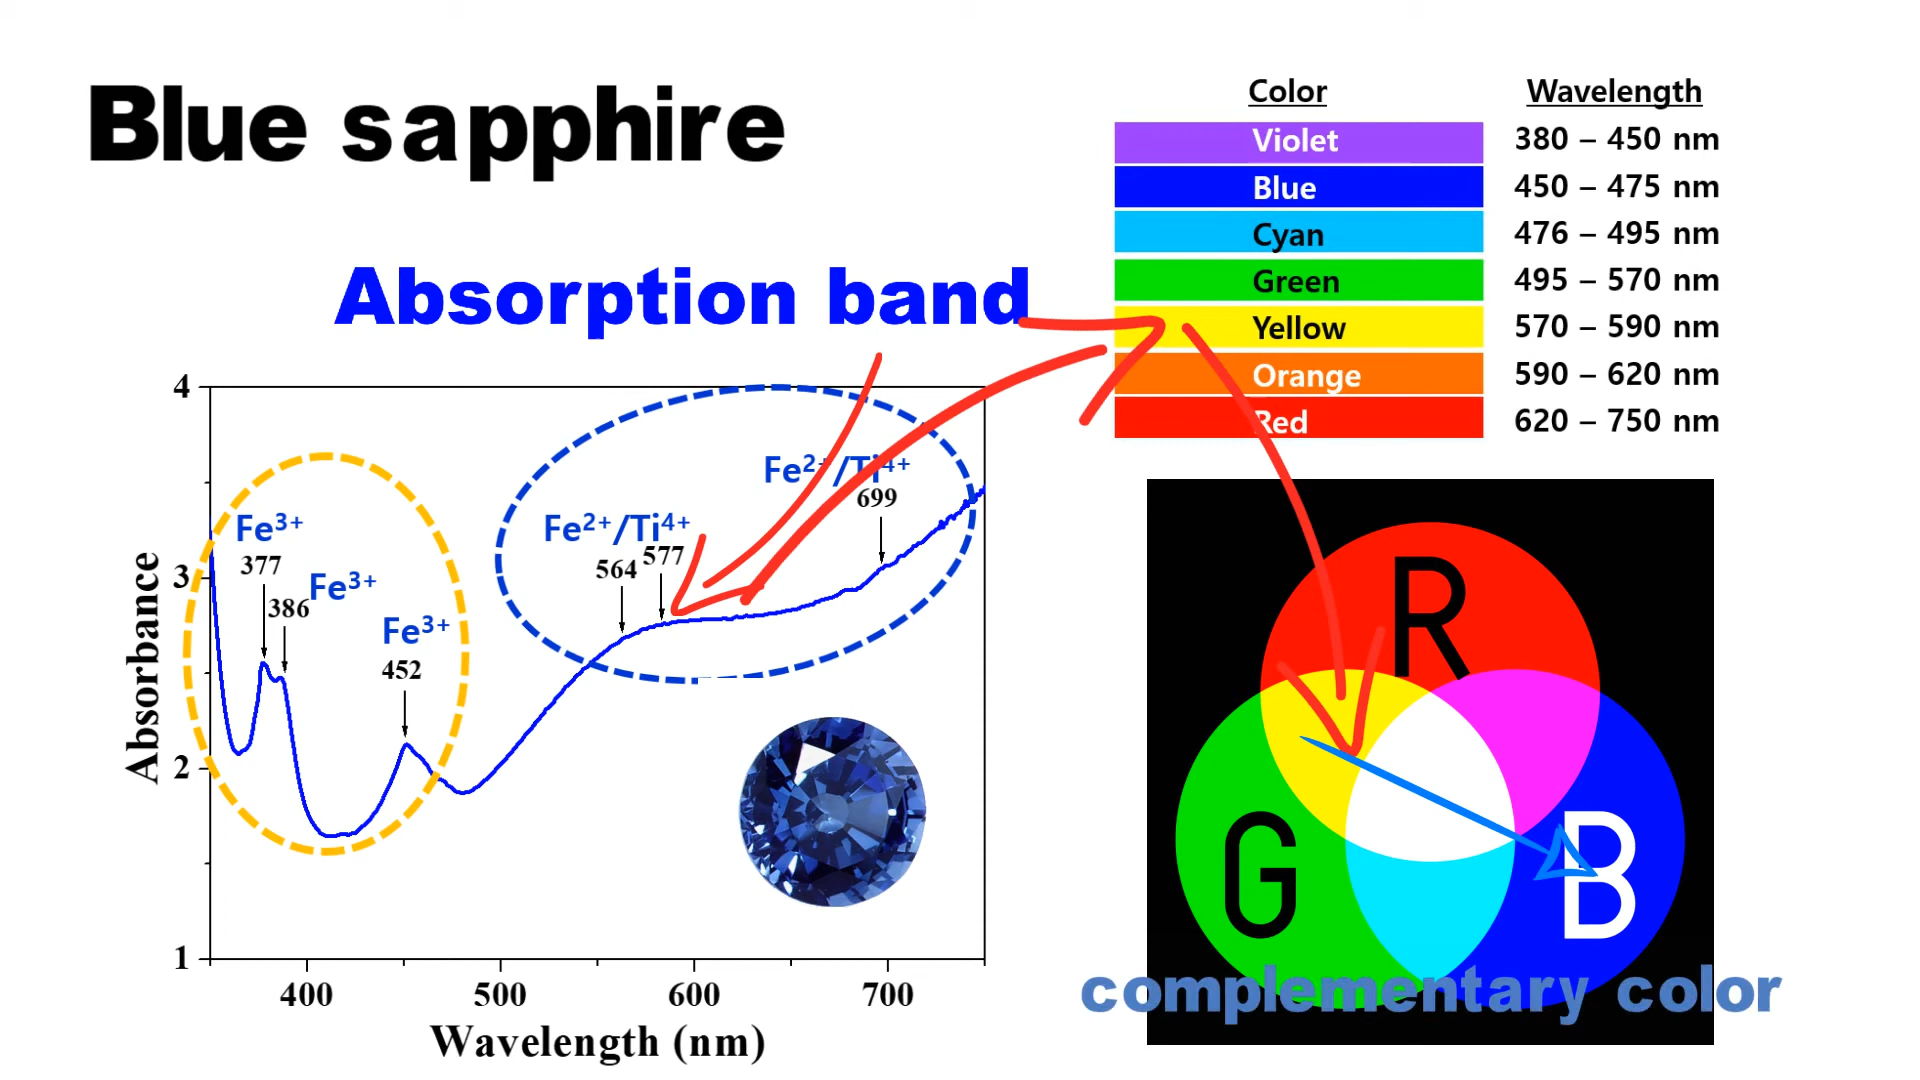 Blue sapphire
Absorption band
Color Wavelength
Violet 380 – 450 nm
Blue 450 – 475 nm
Cyan 476 – 495 nm
Green 495 – 570 nm
Yellow 570 – 590 nm
Orange 590 – 620 nm
Red 620 – 750 nm
4
3
2
1
Absorbance
Fe³⁺
377
Fe³⁺
386
Fe³⁺
452
Fe²⁺/Ti⁴⁺
564
577
Fe²⁺/Ti⁴⁺
699
400 500 600 700
Wavelength (nm)
R
G
B
complementary color